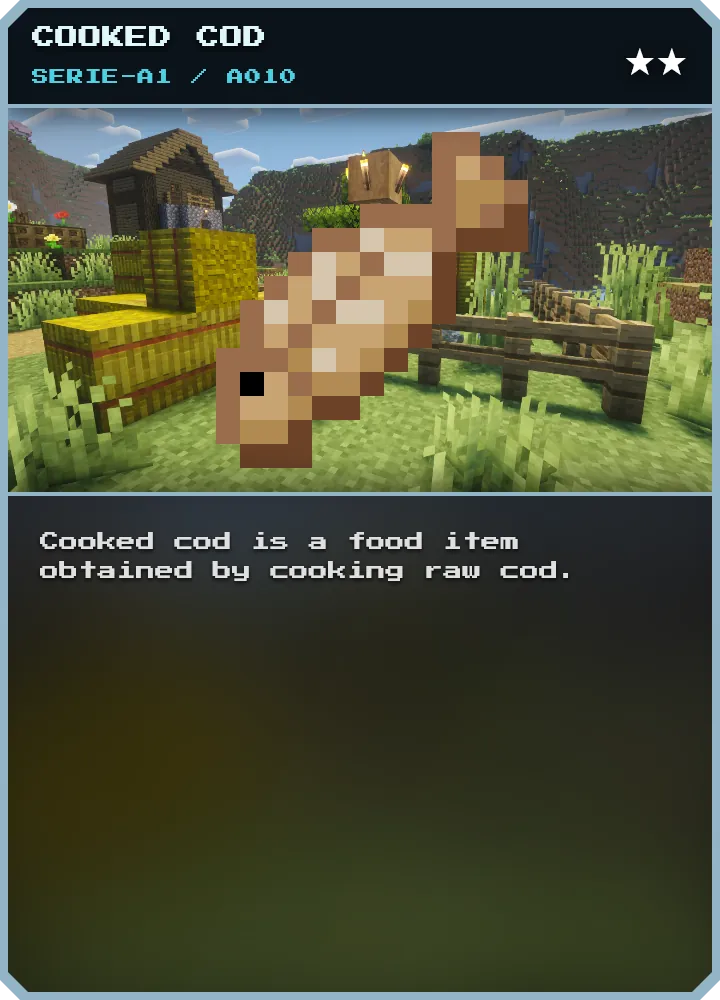 COOKED COD
SERIE-A1 / A010
★★
Cooked cod is a food item
obtained by cooking raw cod.